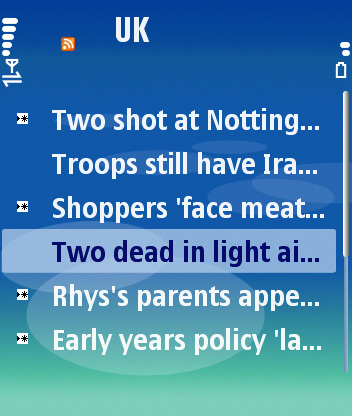 UK
Two shot at Notting...
Troops still have Ira...
Shoppers 'face meat...
Two dead in light ai...
Rhys's parents appe...
Early years policy 'la...